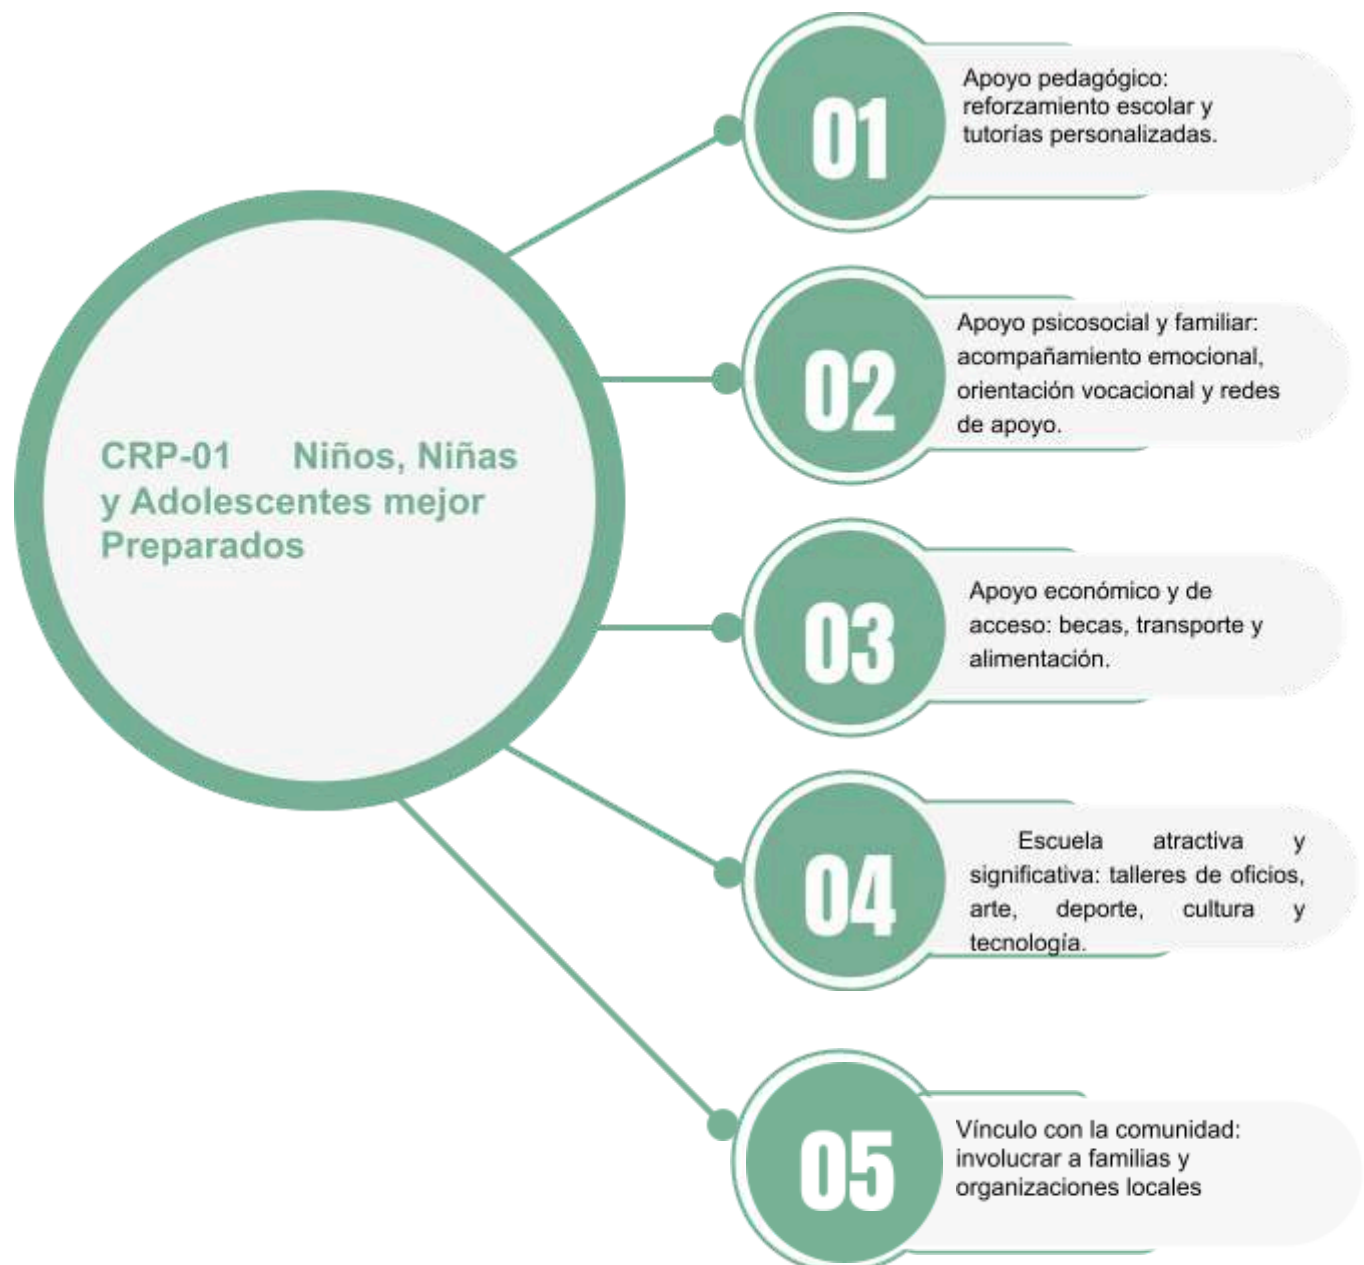 CRP-01 Niños, Niñas
y Adolescentes mejor
Preparados
01
Apoyo pedagógico:
reforzamiento escolar y
tutorías personalizadas.
02
Apoyo psicosocial y familiar:
acompañamiento emocional,
orientación vocacional y redes
de apoyo.
03
Apoyo económico y de
acceso: becas, transporte y
alimentación.
04
Escuela atractiva y
significativa: talleres de oficios,
arte, deporte, cultura y
tecnología.
05
Vínculo con la comunidad:
involucrar a familias y
organizaciones locales